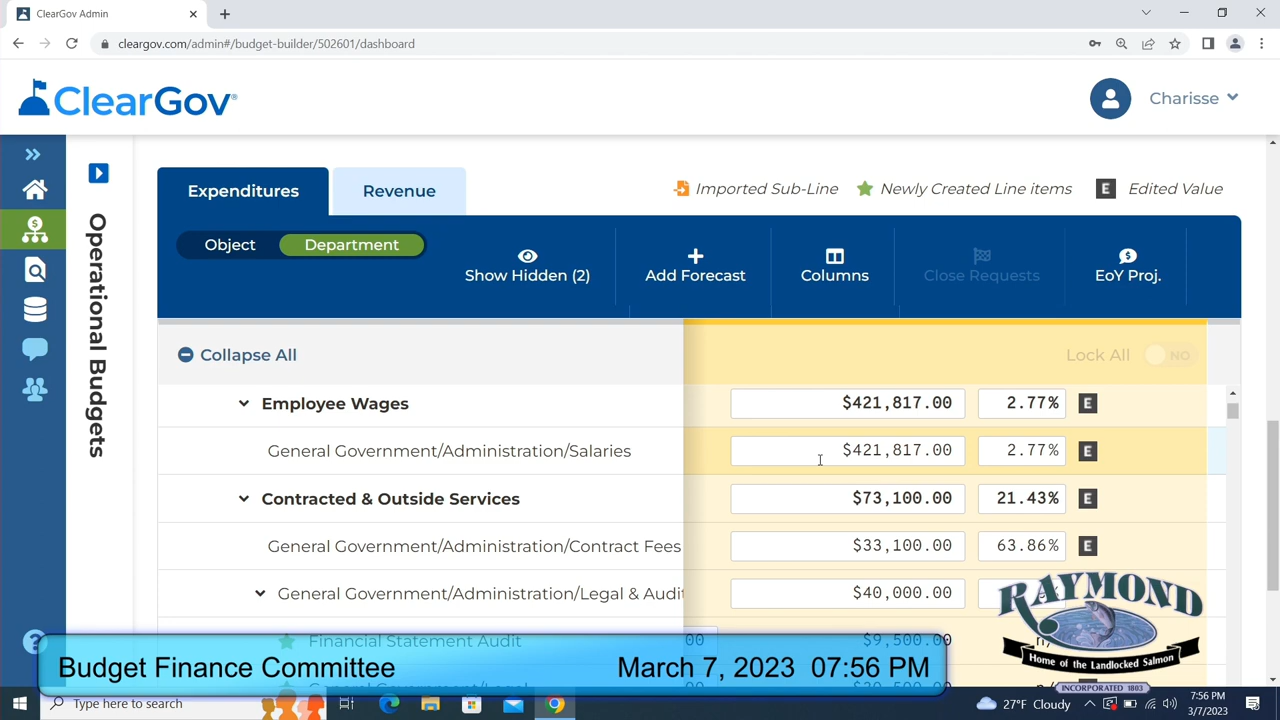 ClearGov Admin
cleargov.com/admin#/budget-builder/502601/dashboard
ClearGov®
Charisse
Operational Budgets
Expenditures
Revenue
Imported Sub-Line
Newly Created Line items
E Edited Value
Object
Department
Show Hidden (2)
Add Forecast
Columns
Close Requests
EoY Proj.
Collapse All
Lock All
NO
Employee Wages
$421,817.00
2.77%
E
General Government/Administration/Salaries
$421,817.00
2.77%
E
Contracted & Outside Services
$73,100.00
21.43%
E
General Government/Administration/Contract Fees
$33,100.00
63.86%
E
General Government/Administration/Legal & Audit
$40,000.00
Financial Statement Audit
00
$9,500.00
RAYMOND
Home of the Landlocked Salmon
INCORPORATED 1803
Budget Finance Committee
March 7, 2023 07:56 PM
Type here to search
27°F Cloudy
7:56 PM
3/7/2023